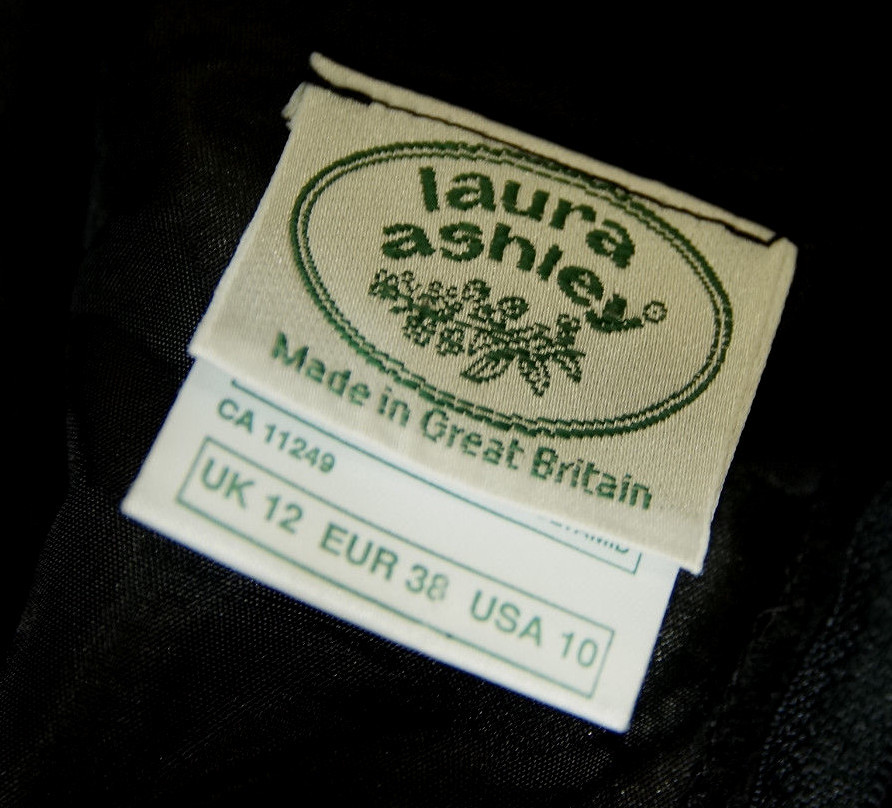 laura
ashley
Made in Great Britain
CA 11249
UK 12 EUR 38 USA 10